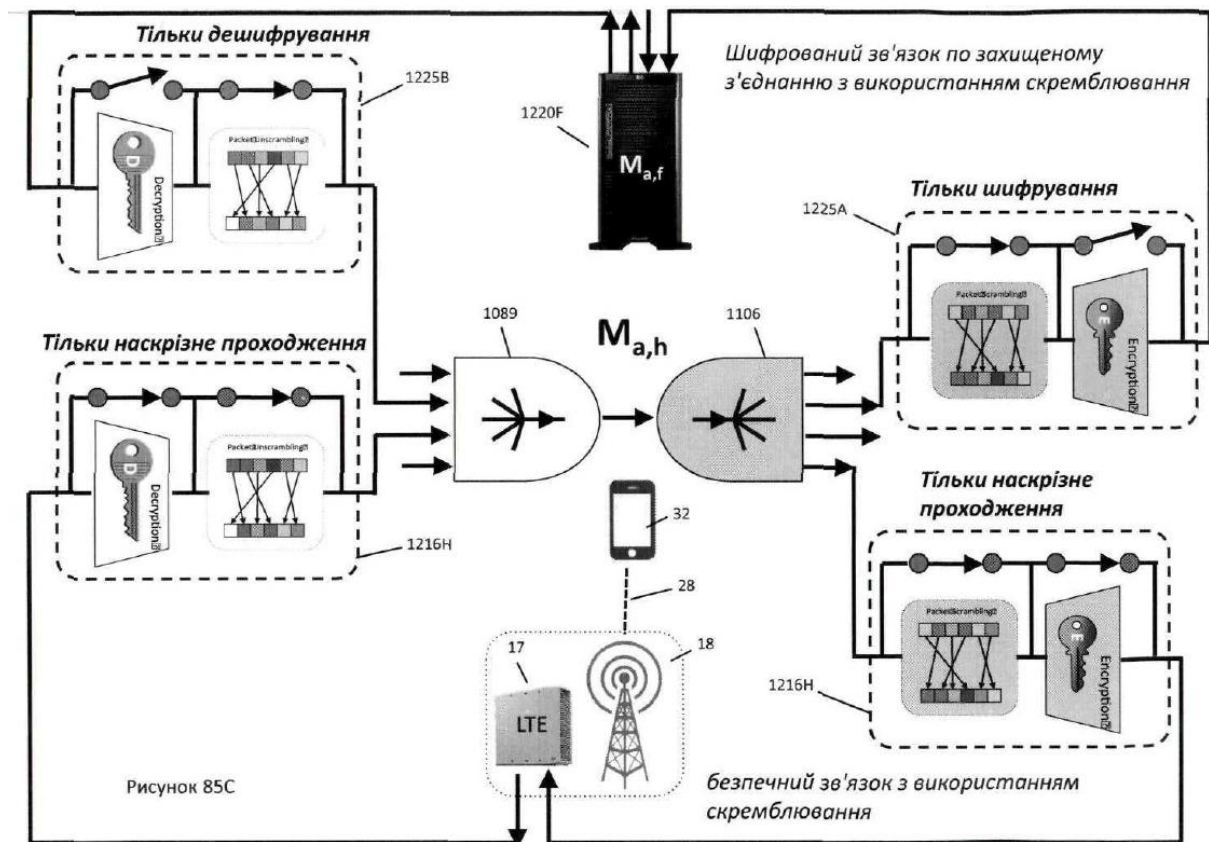 Тільки дешифрування
1225B
Decryption
D
1220F
M a,f
Шифрований зв'язок по захищеному
з'єднанню з використанням скремблювання
Тільки шифрування
1225A
E
Encryption
Тільки наскрізне проходження
D
Decryption
1216H
1089
M a,h
1106
32
28
17
18
LTE
Тільки наскрізне
проходження
E
Encryption
1216H
Рисунок 85C
безпечний зв'язок з використанням
скремблювання